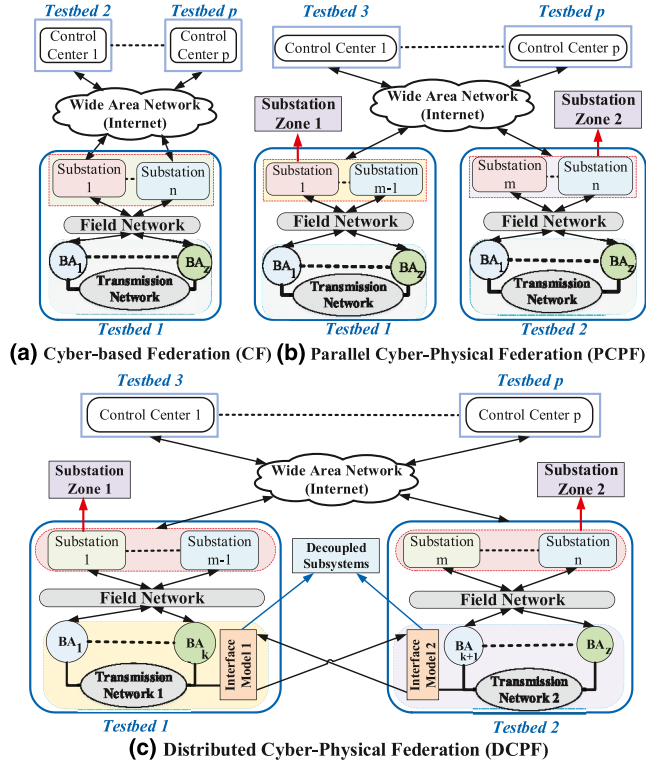 Testbed 2
Testbed p
Control
Center 1
Control
Center p
Wide Area Network
(Internet)
Substation
1
Substation
n
Field Network
BA1
BAz
Transmission
Network
Testbed 1
(a) Cyber-based Federation (CF)
Testbed 3
Testbed p
Control Center 1
Control Center p
Wide Area Network
(Internet)
Substation
Zone 1
Substation
Zone 2
Substation
1
Substation
m-1
Substation
m
Substation
n
Field Network
Field Network
BA1
BAz
BA1
BAz
Transmission
Network
Transmission
Network
Testbed 1
Testbed 2
(b) Parallel Cyber-Physical Federation (PCPF)
Testbed 3
Testbed p
Control Center 1
Control Center p
Wide Area Network
(Internet)
Substation
Zone 1
Substation
Zone 2
Substation
1
Substation
m-1
Decoupled
Subsystems
Substation
m
Substation
n
Field Network
Field Network
BA1
BAk
Interface
Model 1
Interface
Model 2
BA
k+1
BAz
Transmission
Network 1
Transmission
Network 2
Testbed 1
Testbed 2
(c) Distributed Cyber-Physical Federation (DCPF)